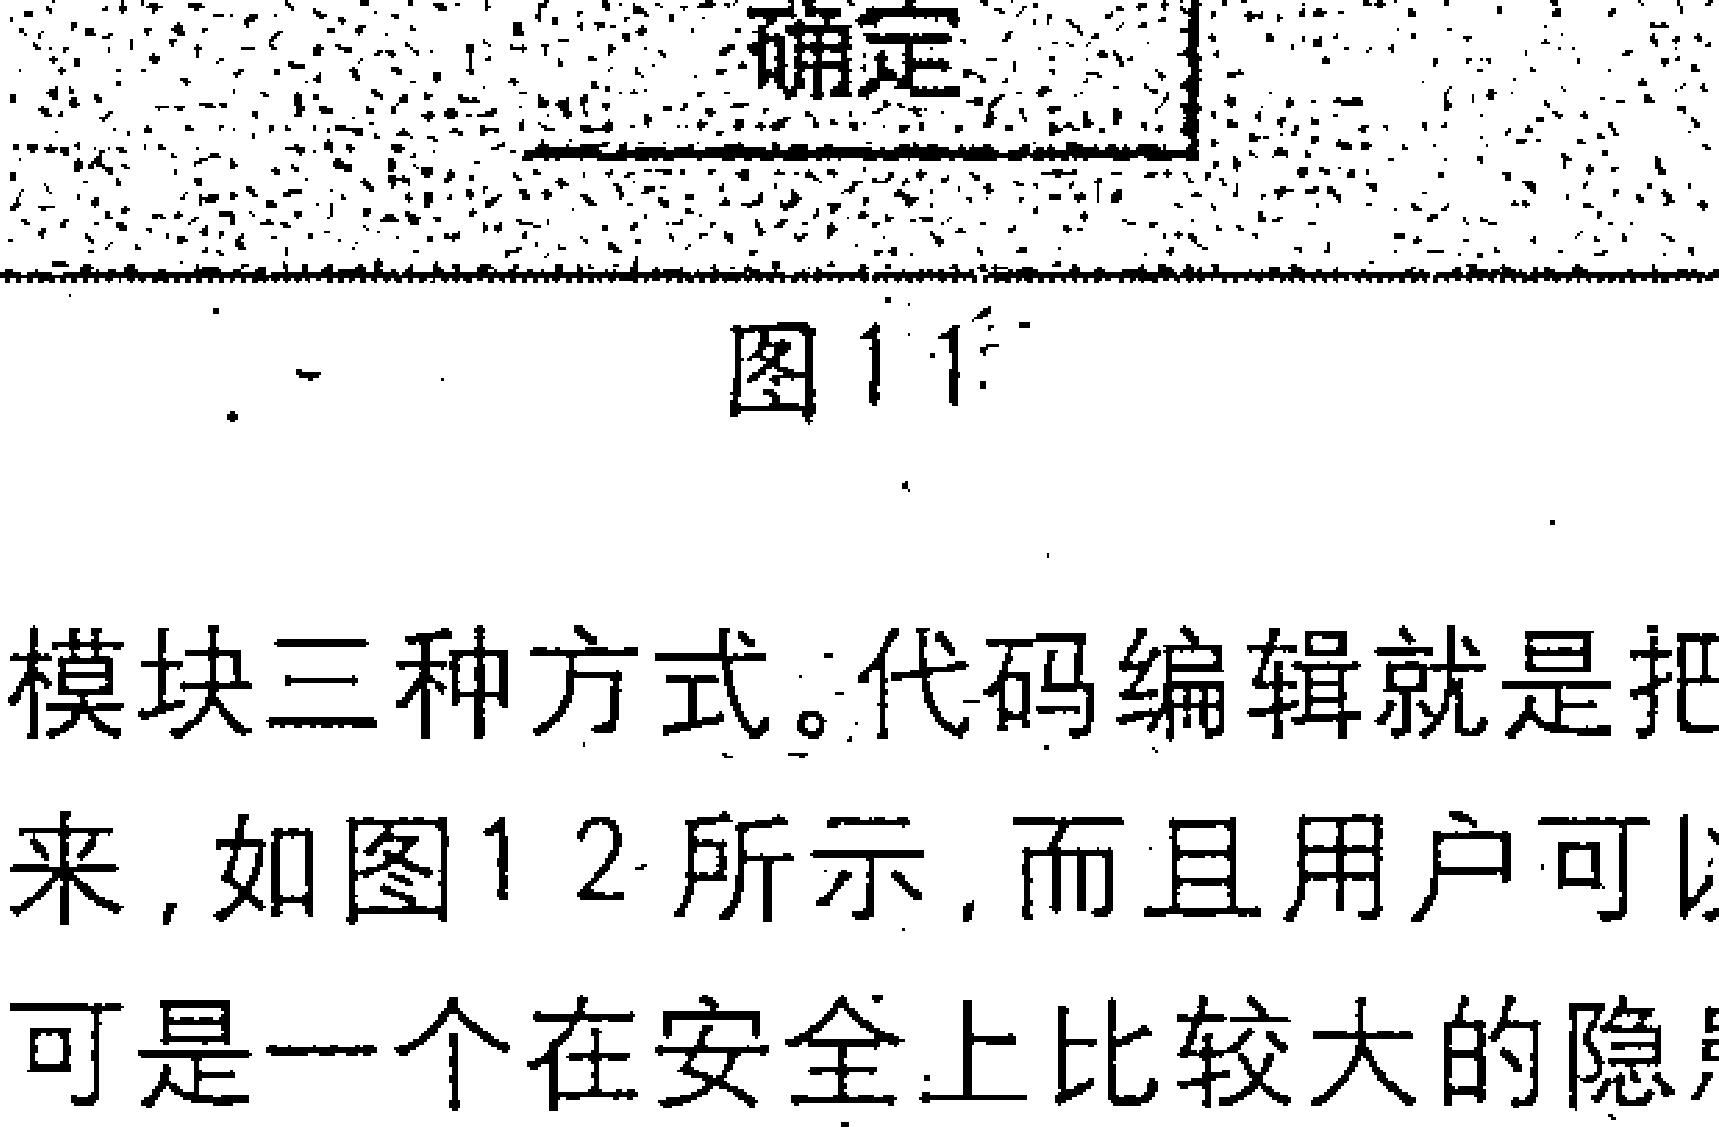 确定
图11
模块三种方式。代码编辑就是把
来,如图12所示,而且用户可以
可是一个在安全上比较大的隐